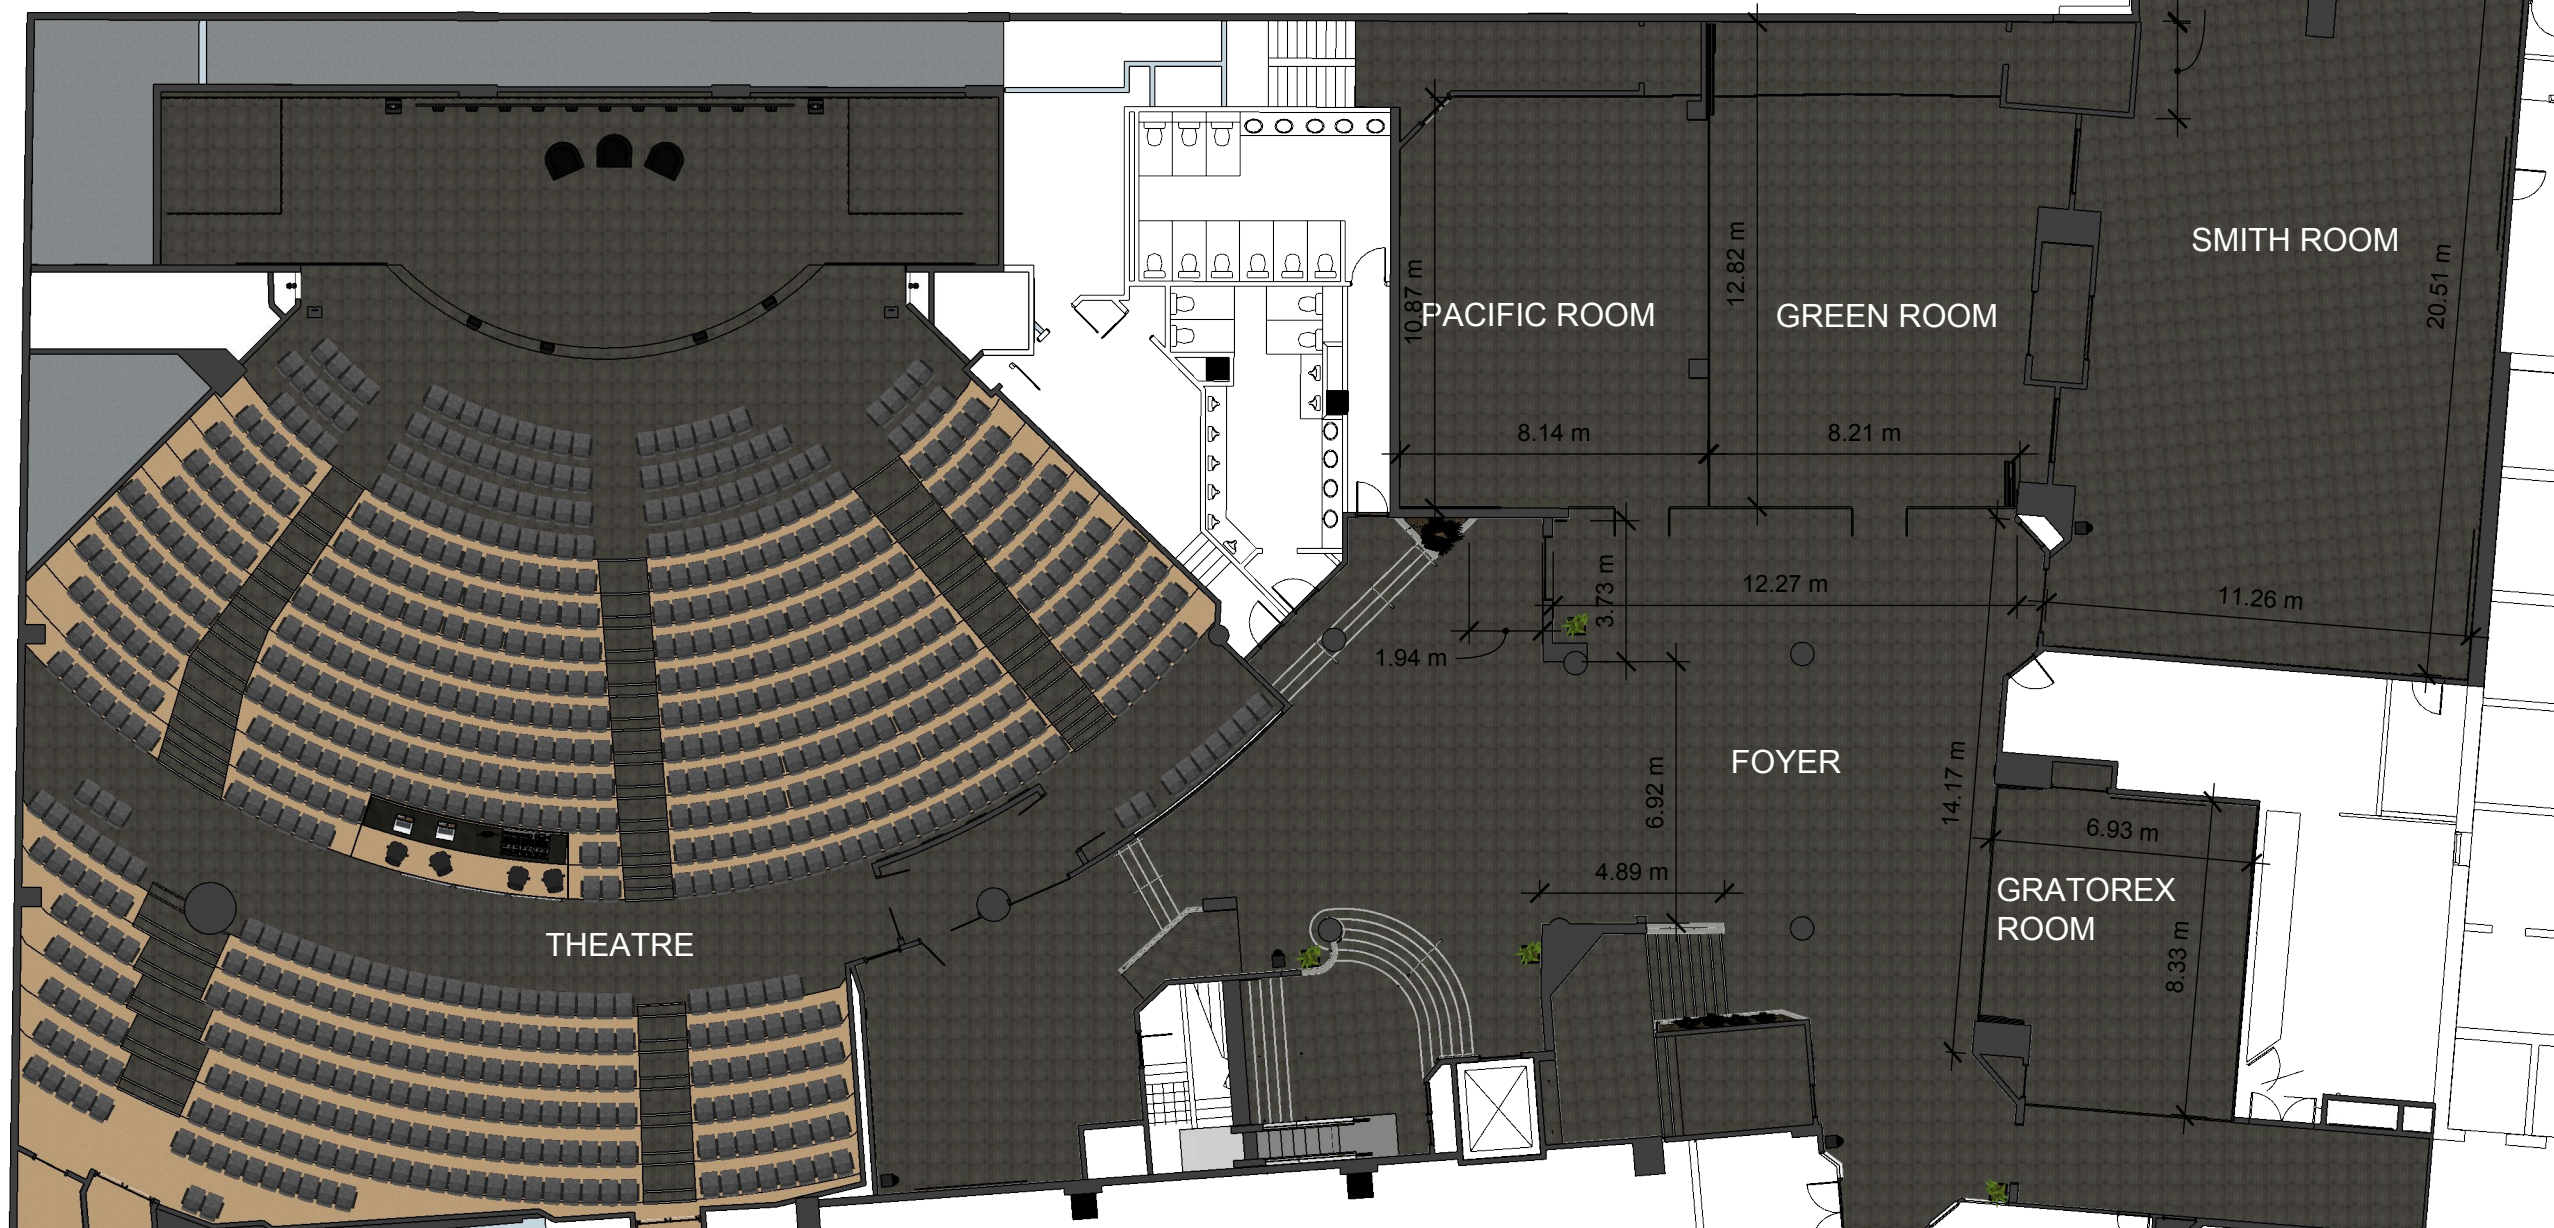 SMITH ROOM
12.82 m
20.51 m
10.87 m
PACIFIC ROOM
GREEN ROOM
8.14 m
8.21 m
3.73 m
12.27 m
11.26 m
1.94 m
FOYER
6.92 m
14.17 m
6.93 m
4.89 m
GRATOREX
ROOM
THEATRE
8.33 m